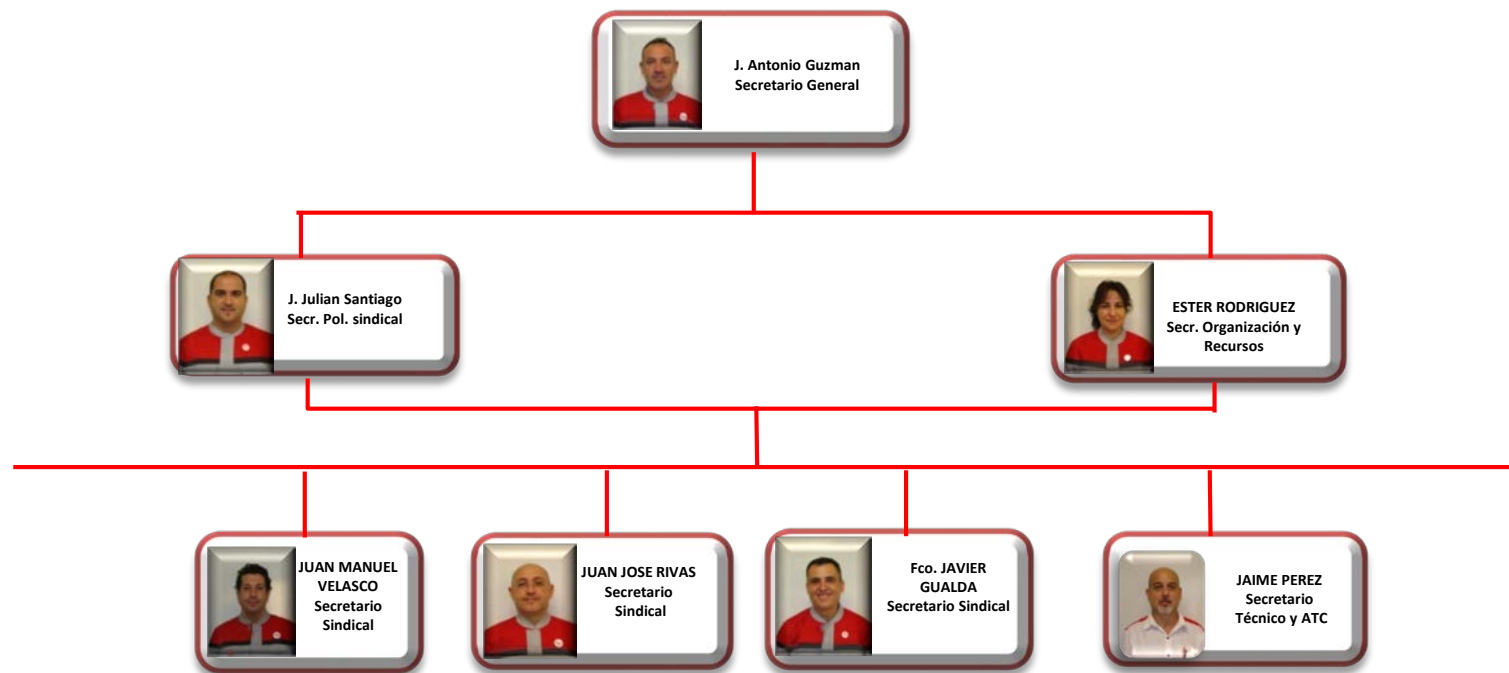 J. Antonio Guzman
Secretario General
J. Julian Santiago
Secr. Pol. sindical
ESTER RODRIGUEZ
Secr. Organización y
Recursos
JUAN MANUEL
VELASCO
Secretario
Sindical
JUAN JOSE RIVAS
Secretario
Sindical
Fco. JAVIER
GUALDA
Secretario Sindical
JAIME PEREZ
Secretario
Técnico y ATC